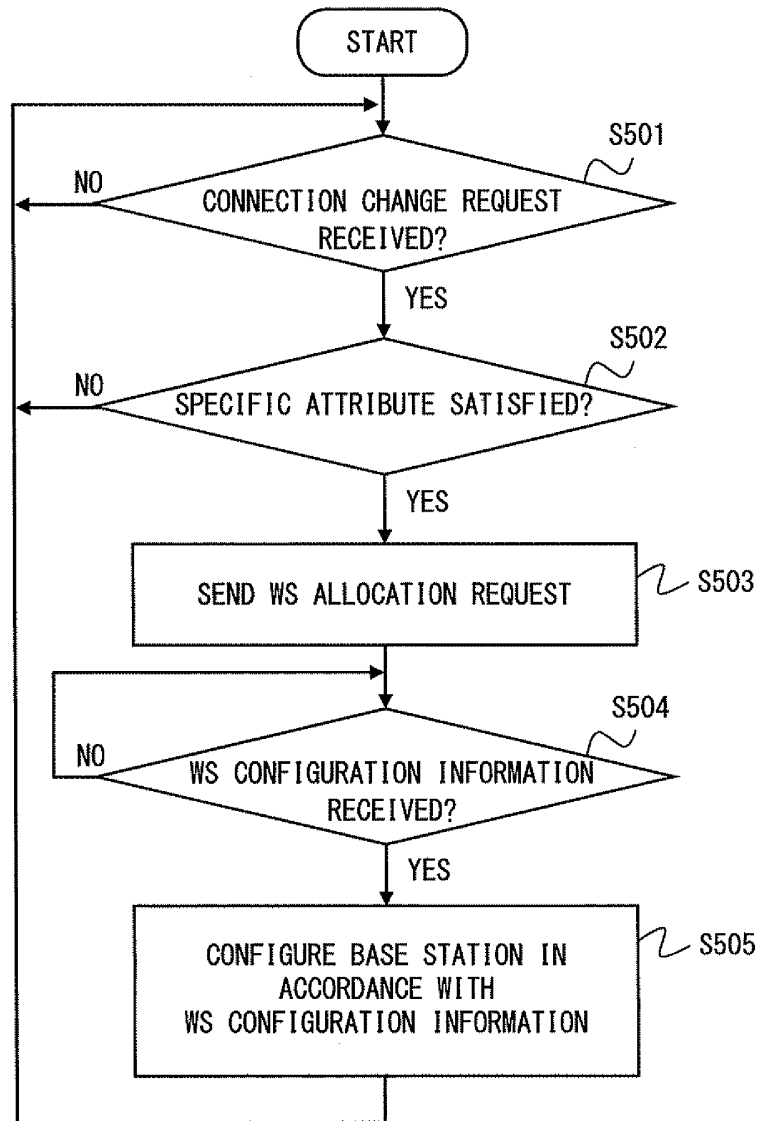 START
S501
NO
CONNECTION CHANGE REQUEST
RECEIVED?
YES
S502
NO
SPECIFIC ATTRIBUTE SATISFIED?
YES
SEND WS ALLOCATION REQUEST
S503
S504
NO
WS CONFIGURATION INFORMATION
RECEIVED?
YES
CONFIGURE BASE STATION IN
ACCORDANCE WITH
WS CONFIGURATION INFORMATION
S505